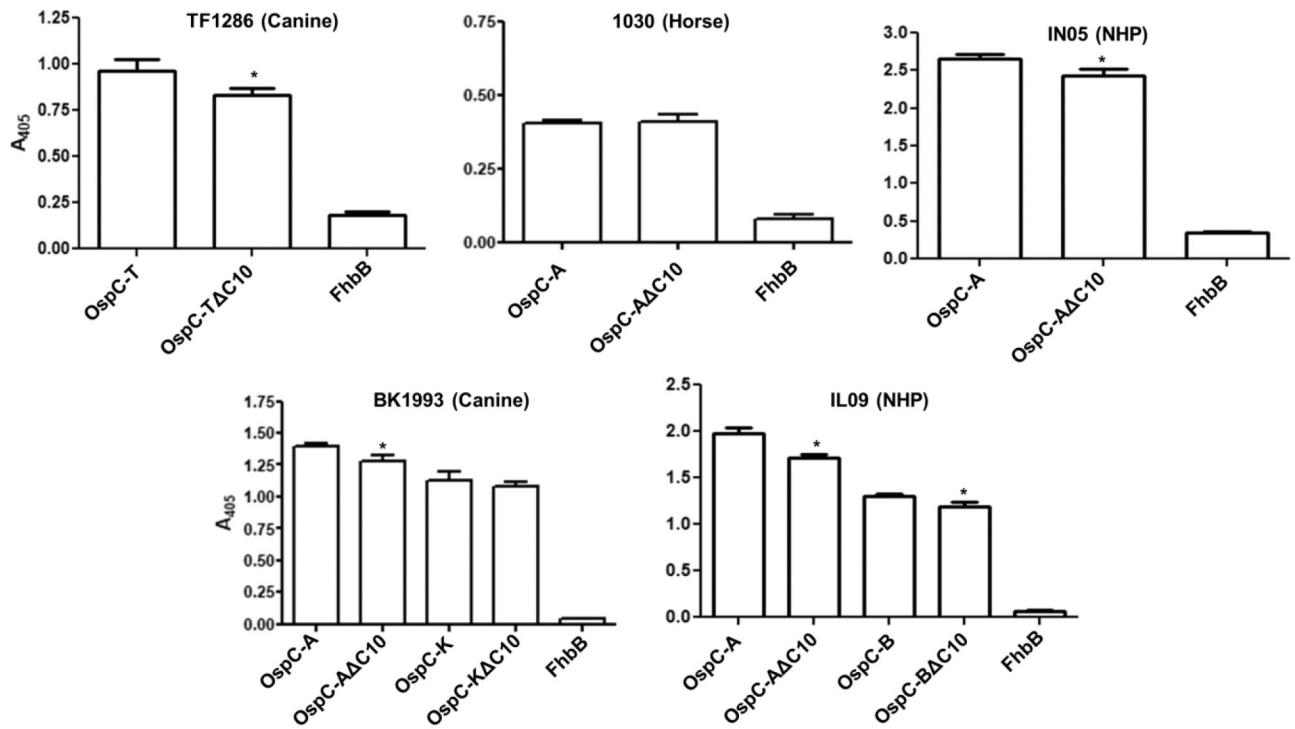 TF1286 (Canine)
A405
1.25
1.00
0.75
0.50
0.25
0.00
*
OspC-T
OspC-TΔC10
FhbB
1030 (Horse)
0.75
0.50
0.25
0.00
OspC-A
OspC-AΔC10
FhbB
IN05 (NHP)
3.0
2.5
2.0
1.5
1.0
0.5
0.0
*
OspC-A
OspC-AΔC10
FhbB
BK1993 (Canine)
A405
1.75
1.50
1.25
1.00
0.75
0.50
0.25
0.00
*
OspC-A
OspC-AΔC10
OspC-K
OspC-KΔC10
FhbB
IL09 (NHP)
2.5
2.0
1.5
1.0
0.5
0.0
*
*
OspC-A
OspC-AΔC10
OspC-B
OspC-BΔC10
FhbB